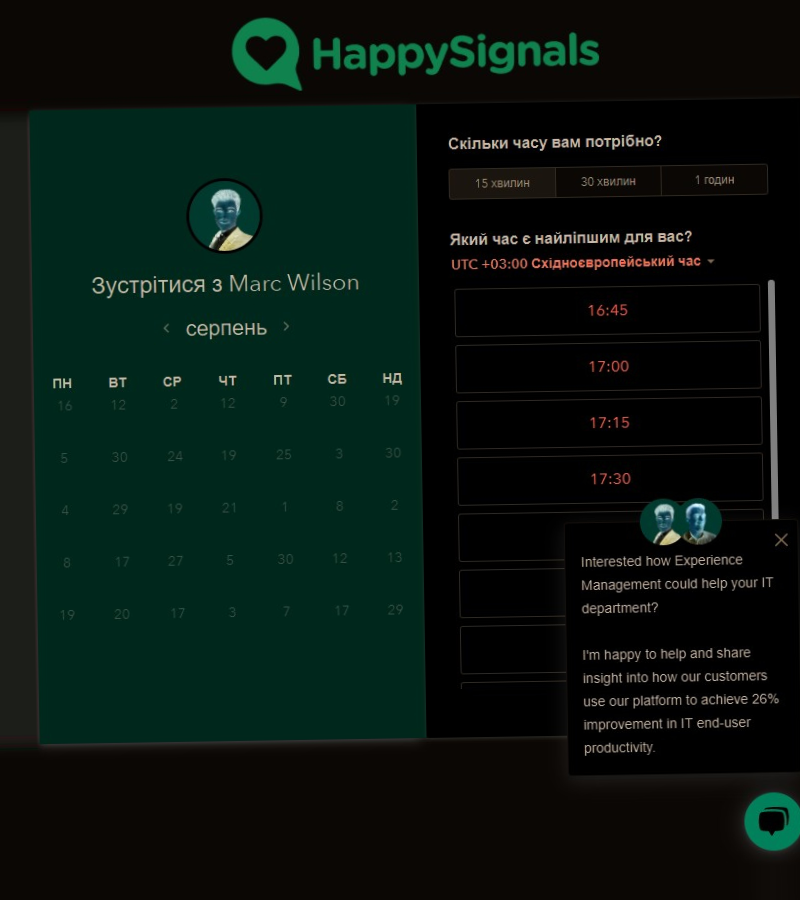 HappySignals
Зустрітися з Marc Wilson
серпень
ПН ВТ СР ЧТ ПТ СБ НД
16 12 2 12 9 30 19
5 30 24 19 25 3 30
4 29 19 21 1 8 2
8 17 27 5 30 12 13
19 20 17 3 7 17 29
Скільки часу вам потрібно?
15 хвилин 30 хвилин 1 годин
Який час є найліпшим для вас?
UTC +03:00 Східноєвропейський час
16:45
17:00
17:15
17:30
Interested how Experience
Management could help your IT
department?
I'm happy to help and share
insight into how our customers
use our platform to achieve 26%
improvement in IT end-user
productivity.